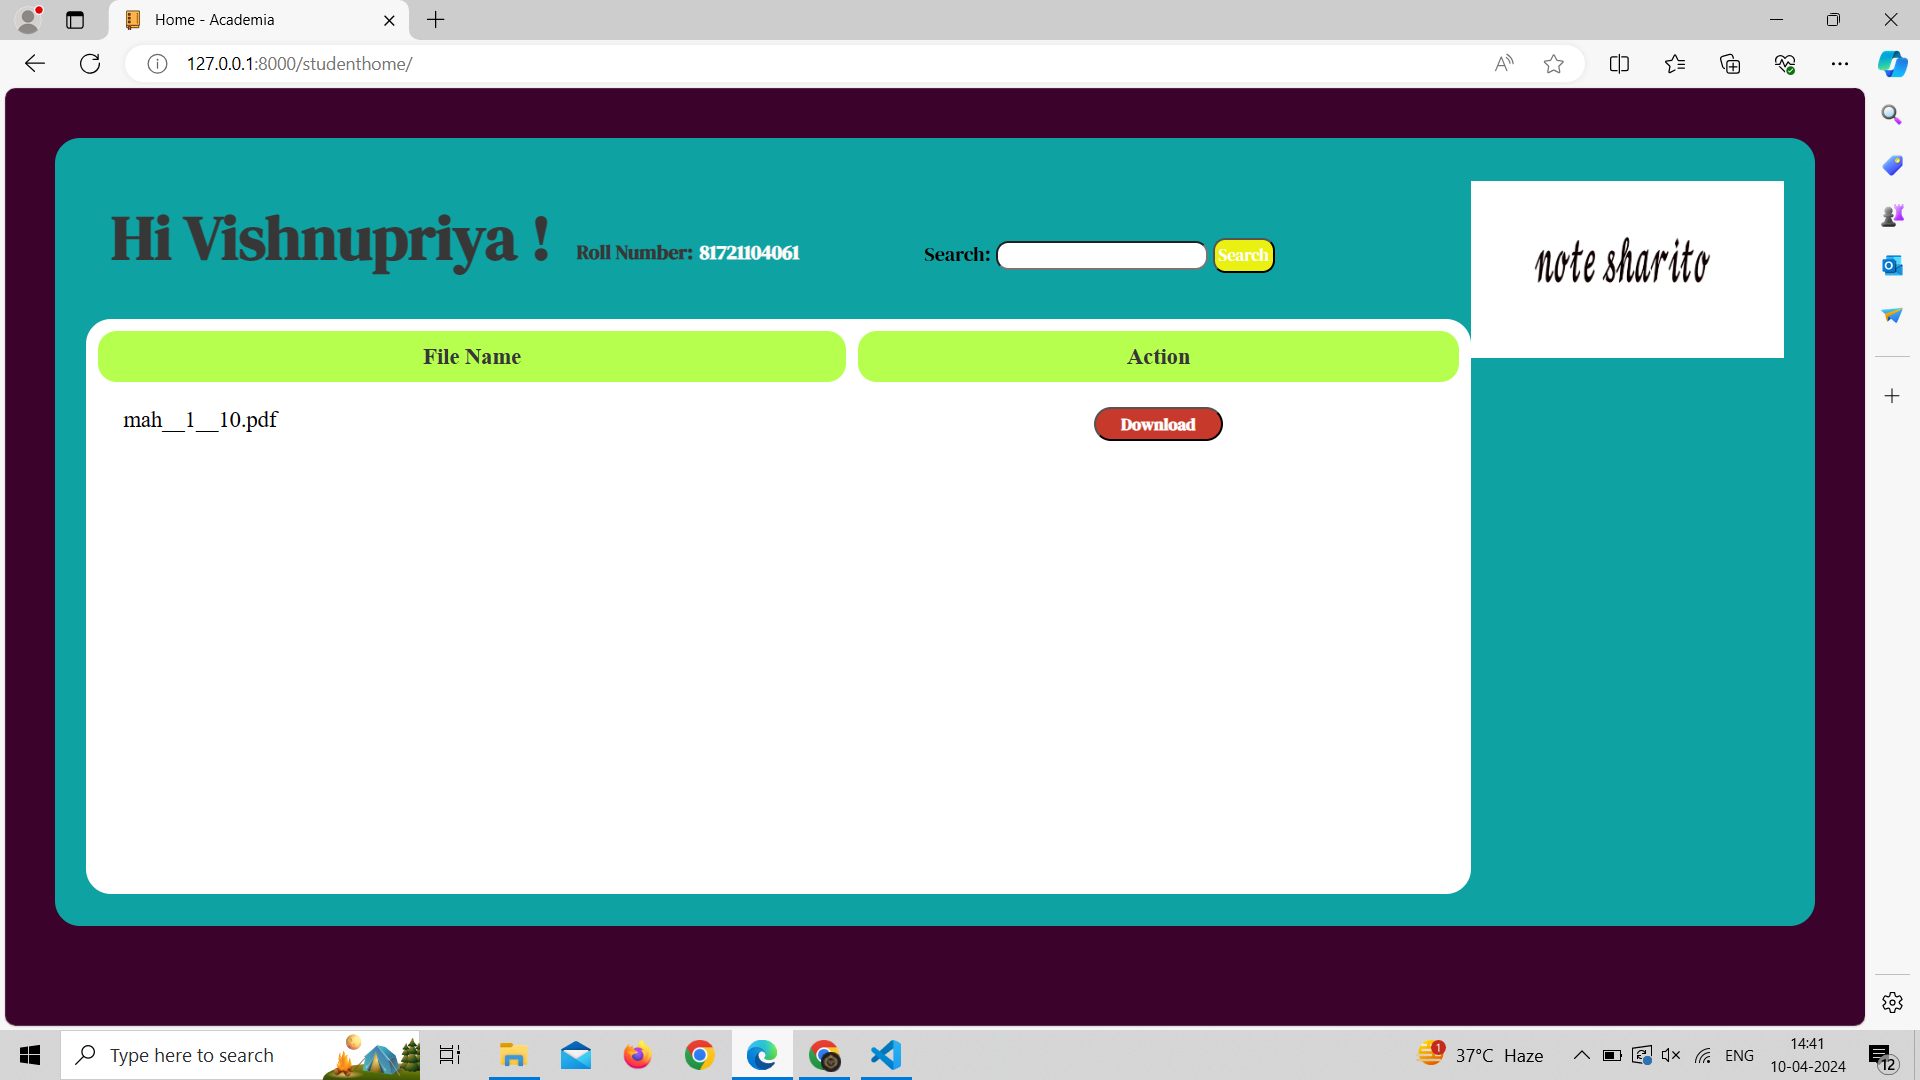 Home - Academia
127.0.0.1:8000/studenthome/
Hi Vishnupriya !
Roll Number: 81721104061
Search:
Search
note sharito
File Name
Action
mah__1__10.pdf
Download
Type here to search
1
37°C Haze
ENG
14:41
10-04-2024
12